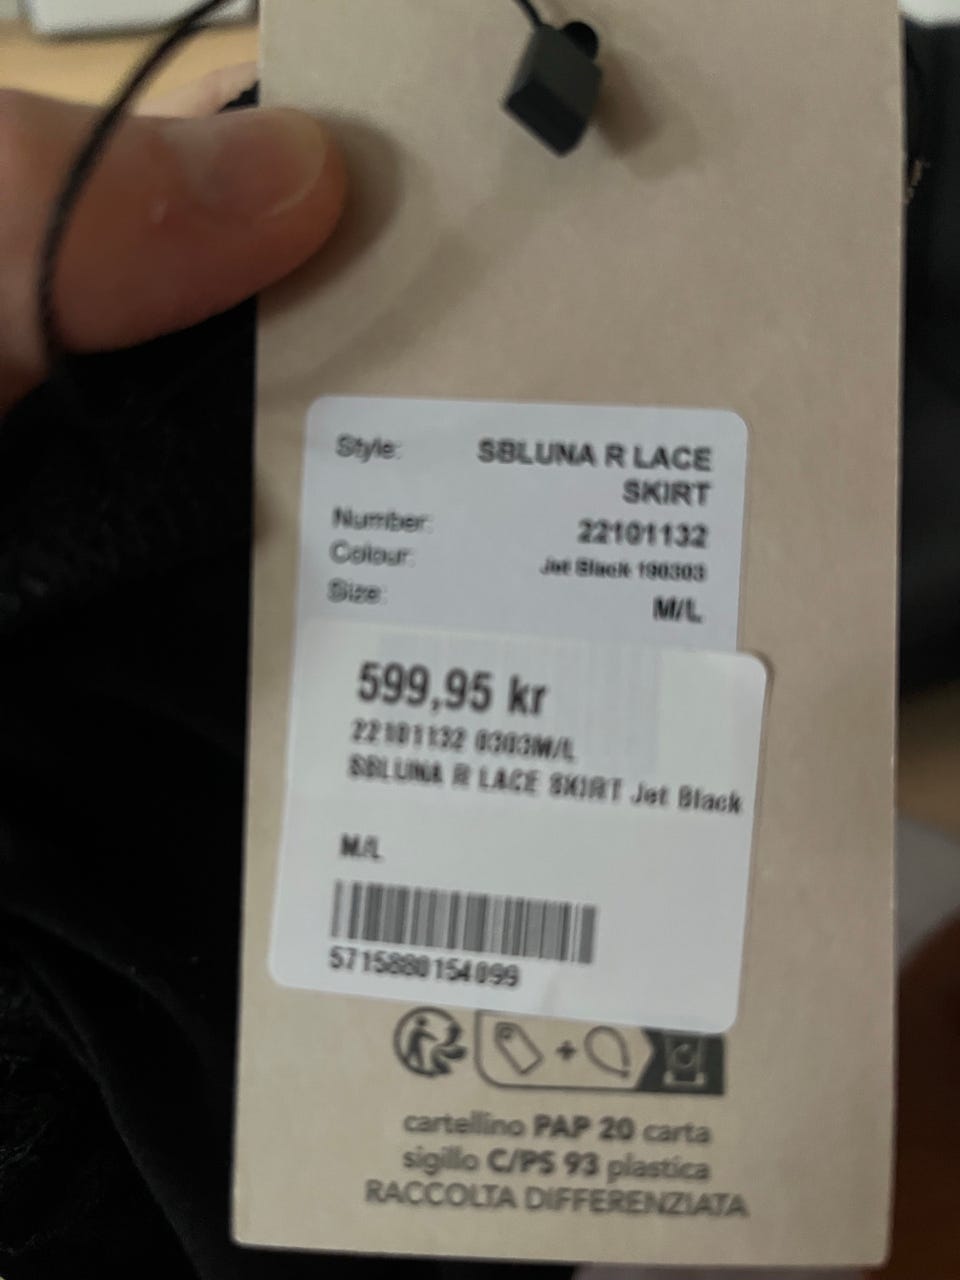 Style: SBLUNA R LACE
SKIRT
Number: 22101132
Colour: Jet Black 190303
Size: M/L
599,95 kr
22101132 0303M/L
SBLUNA R LACE SKIRT Jet Black
M/L
5715880154099
cartellino PAP 20 carta
sigillo C/PS 93 plastica
RACCOLTA DIFFERENZIATA